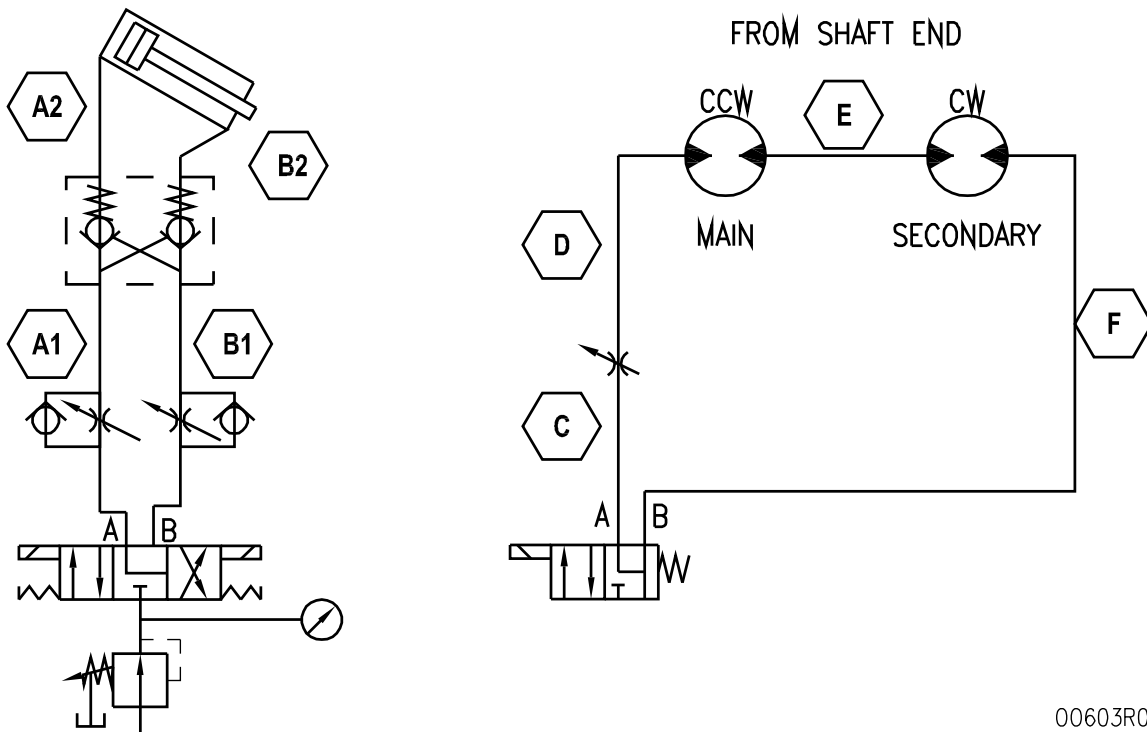 FROM SHAFT END
CCW
E
CW
A2
B2
MAIN
SECONDARY
D
F
A1
B1
C
A B
A B
00603R0